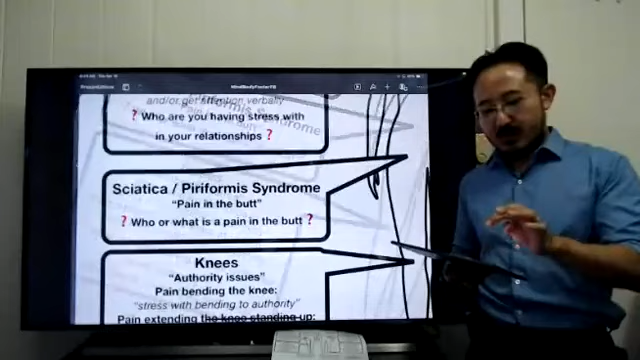 MindBodyFasterFit
and/or get attention verbally
? Who are you having stress with
in your relationships ?
Sciatica / Piriformis Syndrome
"Pain in the butt"
? Who or what is a pain in the butt ?
Knees
"Authority issues"
Pain bending the knee:
"stress with bending to authority"
Pain extending the knee standing up: